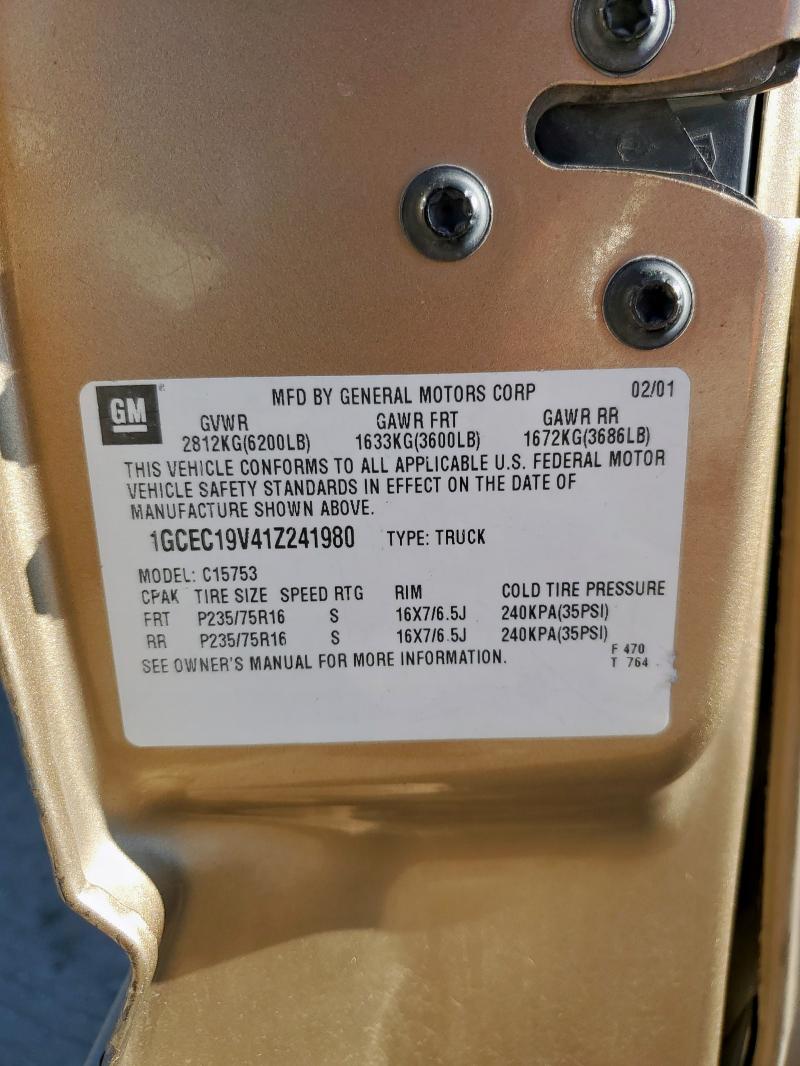 GM MFD BY GENERAL MOTORS CORP 02/01
GVWR GAWR FRT GAWR RR
2812KG(6200LB) 1633KG(3600LB) 1672KG(3686LB)
THIS VEHICLE CONFORMS TO ALL APPLICABLE U.S. FEDERAL MOTOR
VEHICLE SAFETY STANDARDS IN EFFECT ON THE DATE OF
MANUFACTURE SHOWN ABOVE.
1GCEC19V41Z241980 TYPE: TRUCK
MODEL: C15753
CPAK TIRE SIZE SPEED RTG RIM COLD TIRE PRESSURE
FRT P235/75R16 S 16X7/6.5J 240KPA(35PSI)
RR P235/75R16 S 16X7/6.5J 240KPA(35PSI)
SEE OWNER'S MANUAL FOR MORE INFORMATION. F 470
T 764